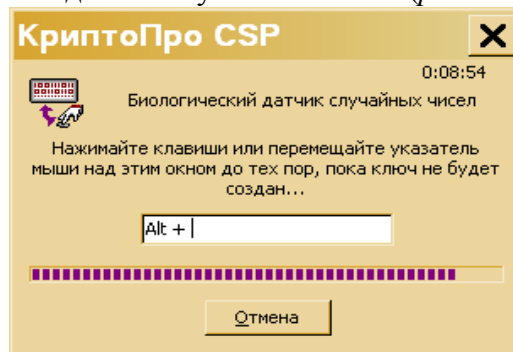 КриптоПро CSP
0:08:54
Биологический датчик случайных чисел
Нажимайте клавиши или перемещайте указатель
мыши над этим окном до тех пор, пока ключ не будет
создан...
Alt +
Отмена